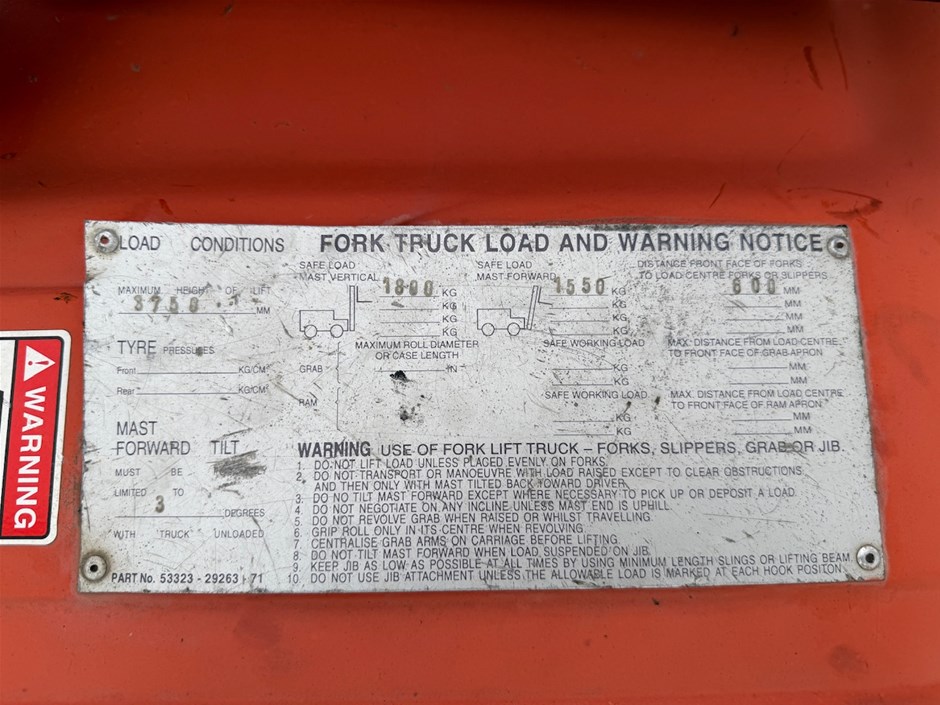 LOAD CONDITIONS
FORK TRUCK LOAD AND WARNING NOTICE
MAXIMUM HEIGHT OF LIFT
3750 MM
TYRE PRESSURES
Front KG/CM
Rear KG/CM
MAST
FORWARD TILT
MUST BE
LIMITED TO
3 DEGREES
WITH TRUCK UNLOADED
PART No. 53323 - 29263 - 71
SAFE LOAD
MAST VERTICAL
1800 KG
KG
KG
KG
MAXIMUM ROLL DIAMETER
OR CASE LENGTH
GRAB IN
RAM
SAFE LOAD
MAST FORWARD
1550 KG
KG
KG
KG
SAFE WORKING LOAD
KG
KG
SAFE WORKING LOAD
KG
KG
DISTANCE FRONT FACE OF FORKS
TO LOAD CENTRE FORKS OR SLIPPERS
600 MM
MM
MM
MM
MAX. DISTANCE FROM LOAD CENTRE
TO FRONT FACE OF GRAB APRON
MM
MM
MAX. DISTANCE FROM LOAD CENTRE
TO FRONT FACE OF RAM APRON
MM
MM
WARNING USE OF FORK LIFT TRUCK – FORKS, SLIPPERS, GRAB OR JIB.
1. DO NOT LIFT LOAD UNLESS PLACED EVENLY ON FORKS.
2. DO NOT TRANSPORT OR MANOEUVRE WITH LOAD RAISED EXCEPT TO CLEAR OBSTRUCTIONS
AND THEN ONLY WITH MAST TILTED BACK TOWARD DRIVER.
3. DO NO TILT MAST FORWARD EXCEPT WHERE NECESSARY TO PICK UP OR DEPOSIT A LOAD.
4. DO NOT NEGOTIATE ON ANY INCLINE UNLESS MAST END IS UPHILL.
5. DO NOT REVOLVE GRAB WHEN RAISED OR WHILST TRAVELLING.
6. GRIP ROLL ONLY IN ITS CENTRE WHEN REVOLVING.
7. CENTRALISE GRAB ARMS ON CARRIAGE BEFORE LIFTING.
8. DO NOT TILT MAST FORWARD WHEN LOAD SUSPENDED ON JIB.
9. KEEP JIB AS LOW AS POSSIBLE AT ALL TIMES BY USING MINIMUM LENGTH SLINGS OR LIFTING BEAM.
10. DO NOT USE JIB ATTACHMENT UNLESS THE ALLOWABLE LOAD IS MARKED AT EACH HOOK POSITON.
WARNING